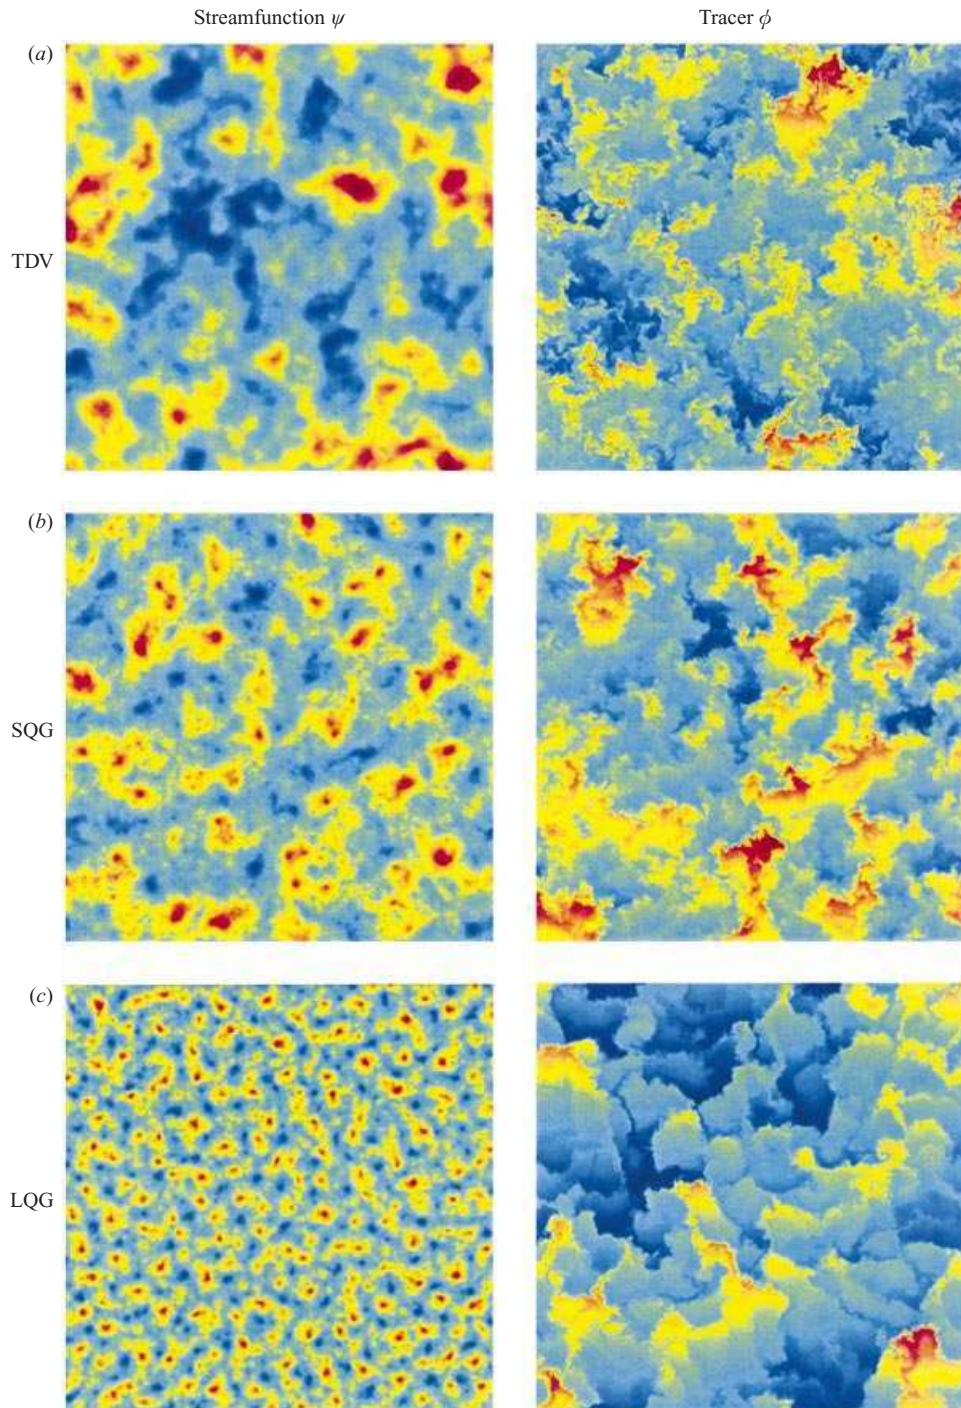 Streamfunction ψ
Tracer ϕ
(a)
TDV
(b)
SQG
(c)
LQG